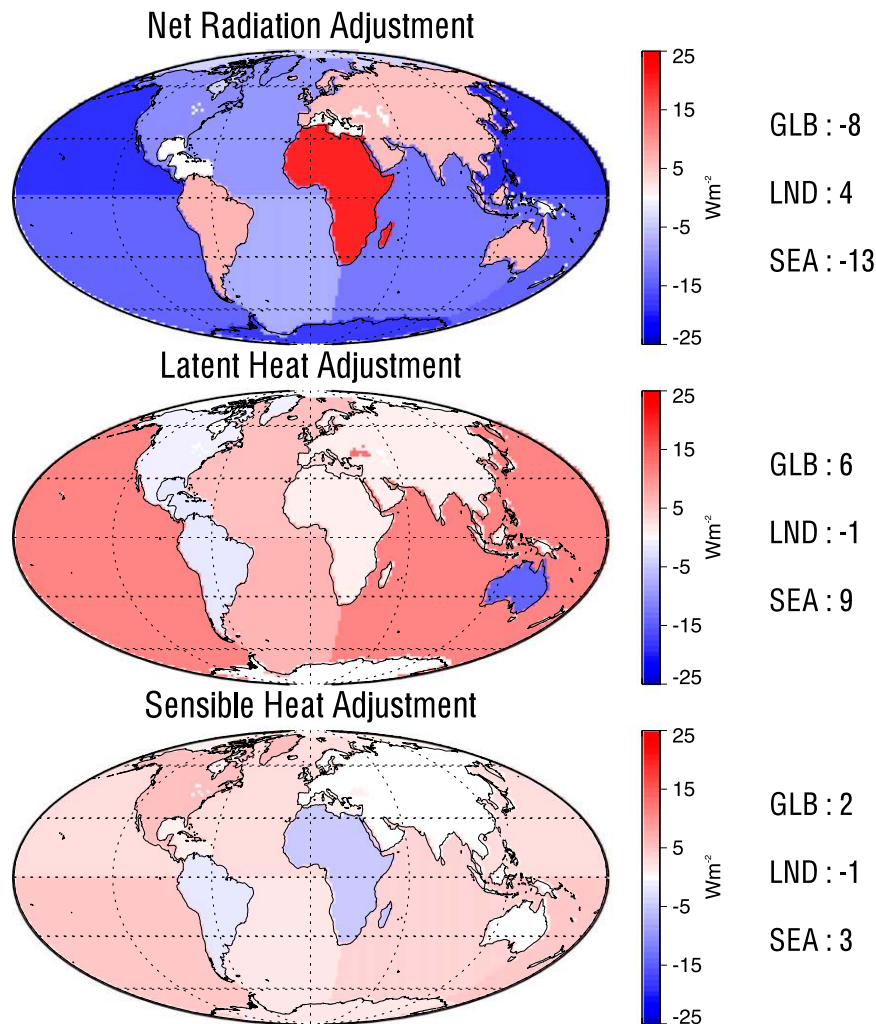 Net Radiation Adjustment
25
15
5
-5
-15
-25
Wm-2
GLB : -8
LND : 4
SEA : -13
Latent Heat Adjustment
25
15
5
-5
-15
-25
Wm-2
GLB : 6
LND : -1
SEA : 9
Sensible Heat Adjustment
25
15
5
-5
-15
-25
Wm-2
GLB : 2
LND : -1
SEA : 3